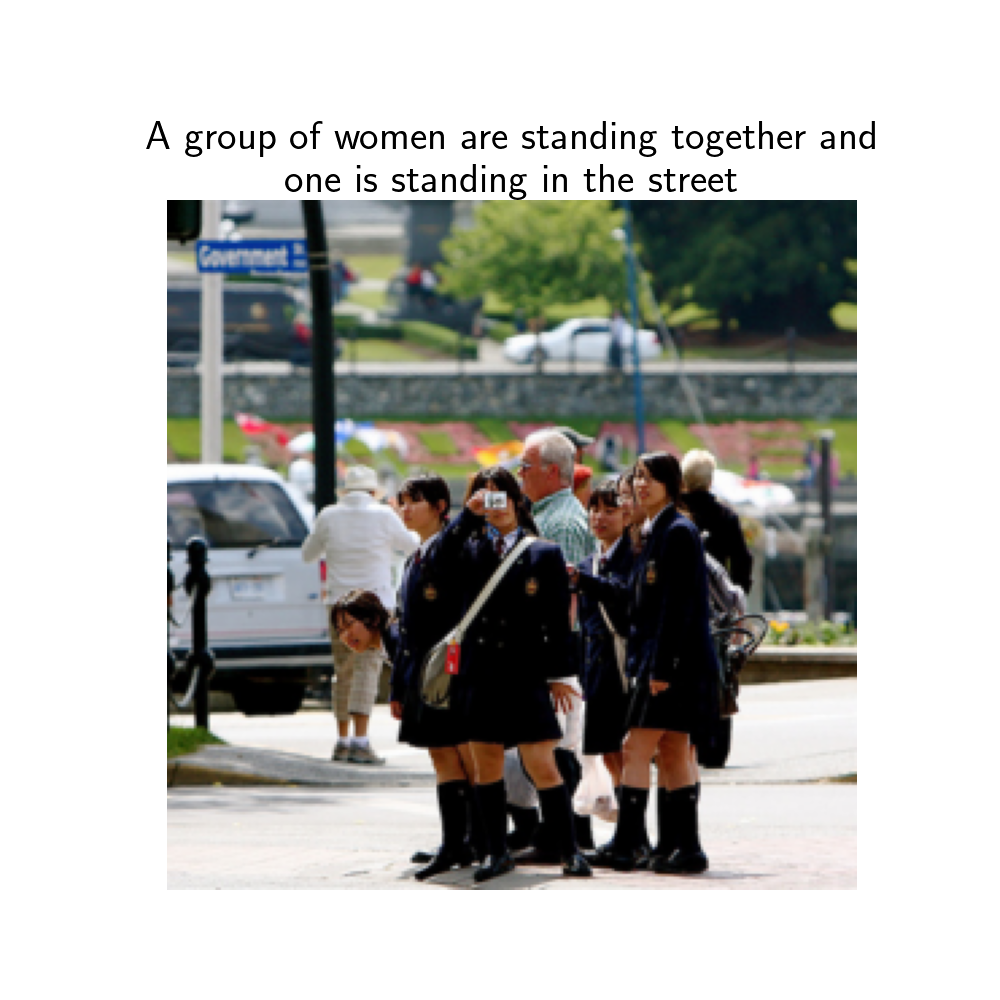 A group of women are standing together and
one is standing in the street
Government St